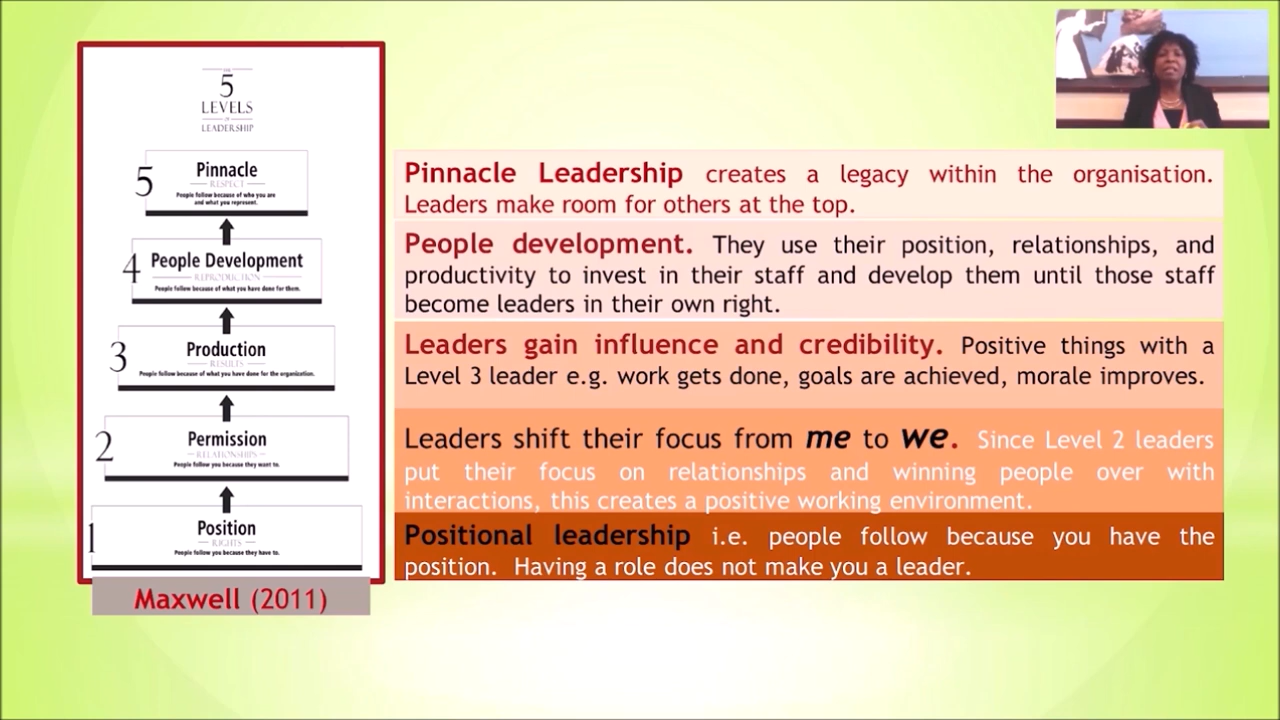 THE
5
LEVELS
OF
LEADERSHIP
5
Pinnacle
RESPECT
People follow because of who you are
and what you represent.
4
People Development
REPRODUCTION
People follow because of what you have done for them.
3
Production
RESULTS
People follow because of what you have done for the organization.
2
Permission
RELATIONSHIPS
People follow you because they want to.
1
Position
RIGHTS
People follow you because they have to.
Maxwell (2011)
Pinnacle Leadership creates a legacy within the organisation.
Leaders make room for others at the top.
People development. They use their position, relationships, and
productivity to invest in their staff and develop them until those staff
become leaders in their own right.
Leaders gain influence and credibility. Positive things with a
Level 3 leader e.g. work gets done, goals are achieved, morale improves.
Leaders shift their focus from me to we. Since Level 2 leaders
put their focus on relationships and winning people over with
interactions, this creates a positive working environment.
Positional leadership i.e. people follow because you have the
position. Having a role does not make you a leader.